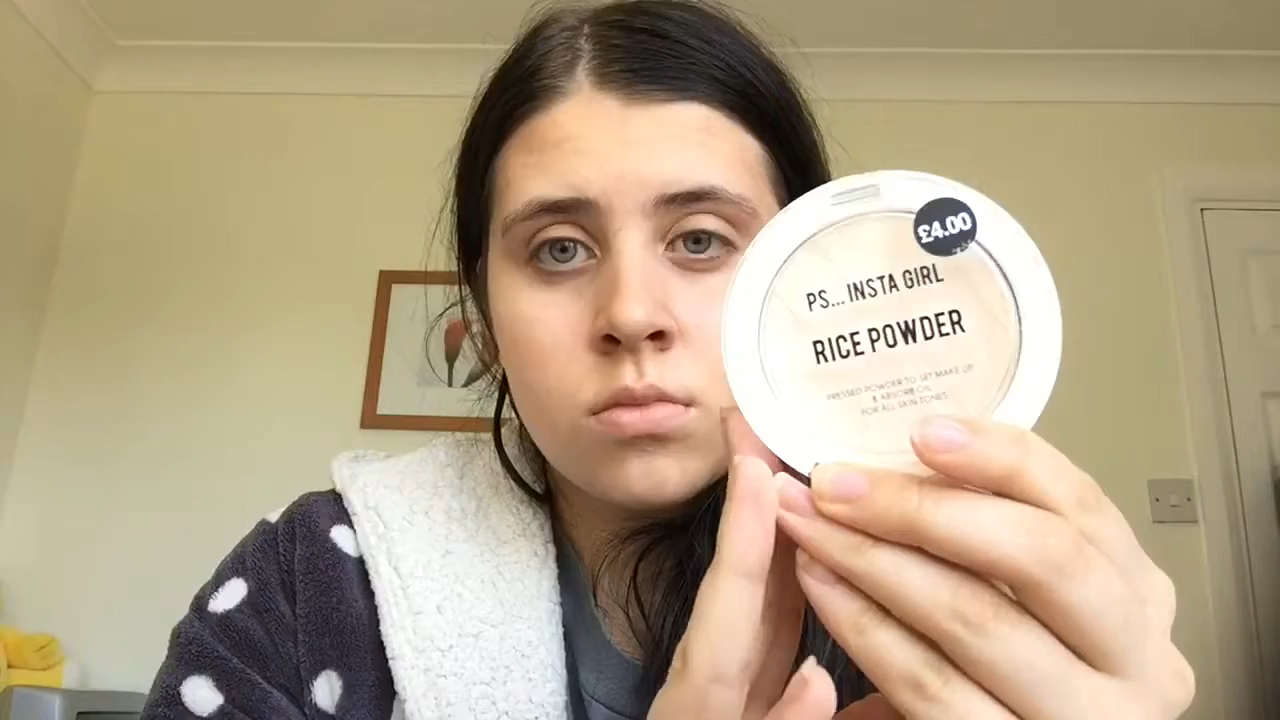 £4.00
PS... INSTA GIRL
RICE POWDER
PRESSED POWDER TO SET MAKE UP
& ABSORB OIL
FOR ALL SKIN TONES